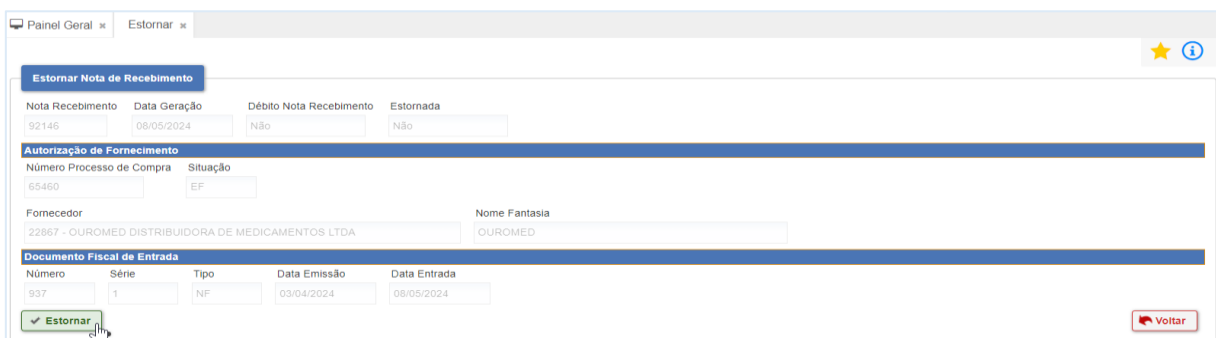 Painel Geral × Estornar ×
Estornar Nota de Recebimento
Nota Recebimento Data Geração Débito Nota Recebimento Estornada
92146 08/05/2024 Não Não
Autorização de Fornecimento
Número Processo de Compra Situação
65460 EF
Fornecedor Nome Fantasia
22867 - OUROMED DISTRIBUIDORA DE MEDICAMENTOS LTDA OUROMED
Documento Fiscal de Entrada
Número Série Tipo Data Emissão Data Entrada
937 1 NF 03/04/2024 08/05/2024
Estornar Voltar